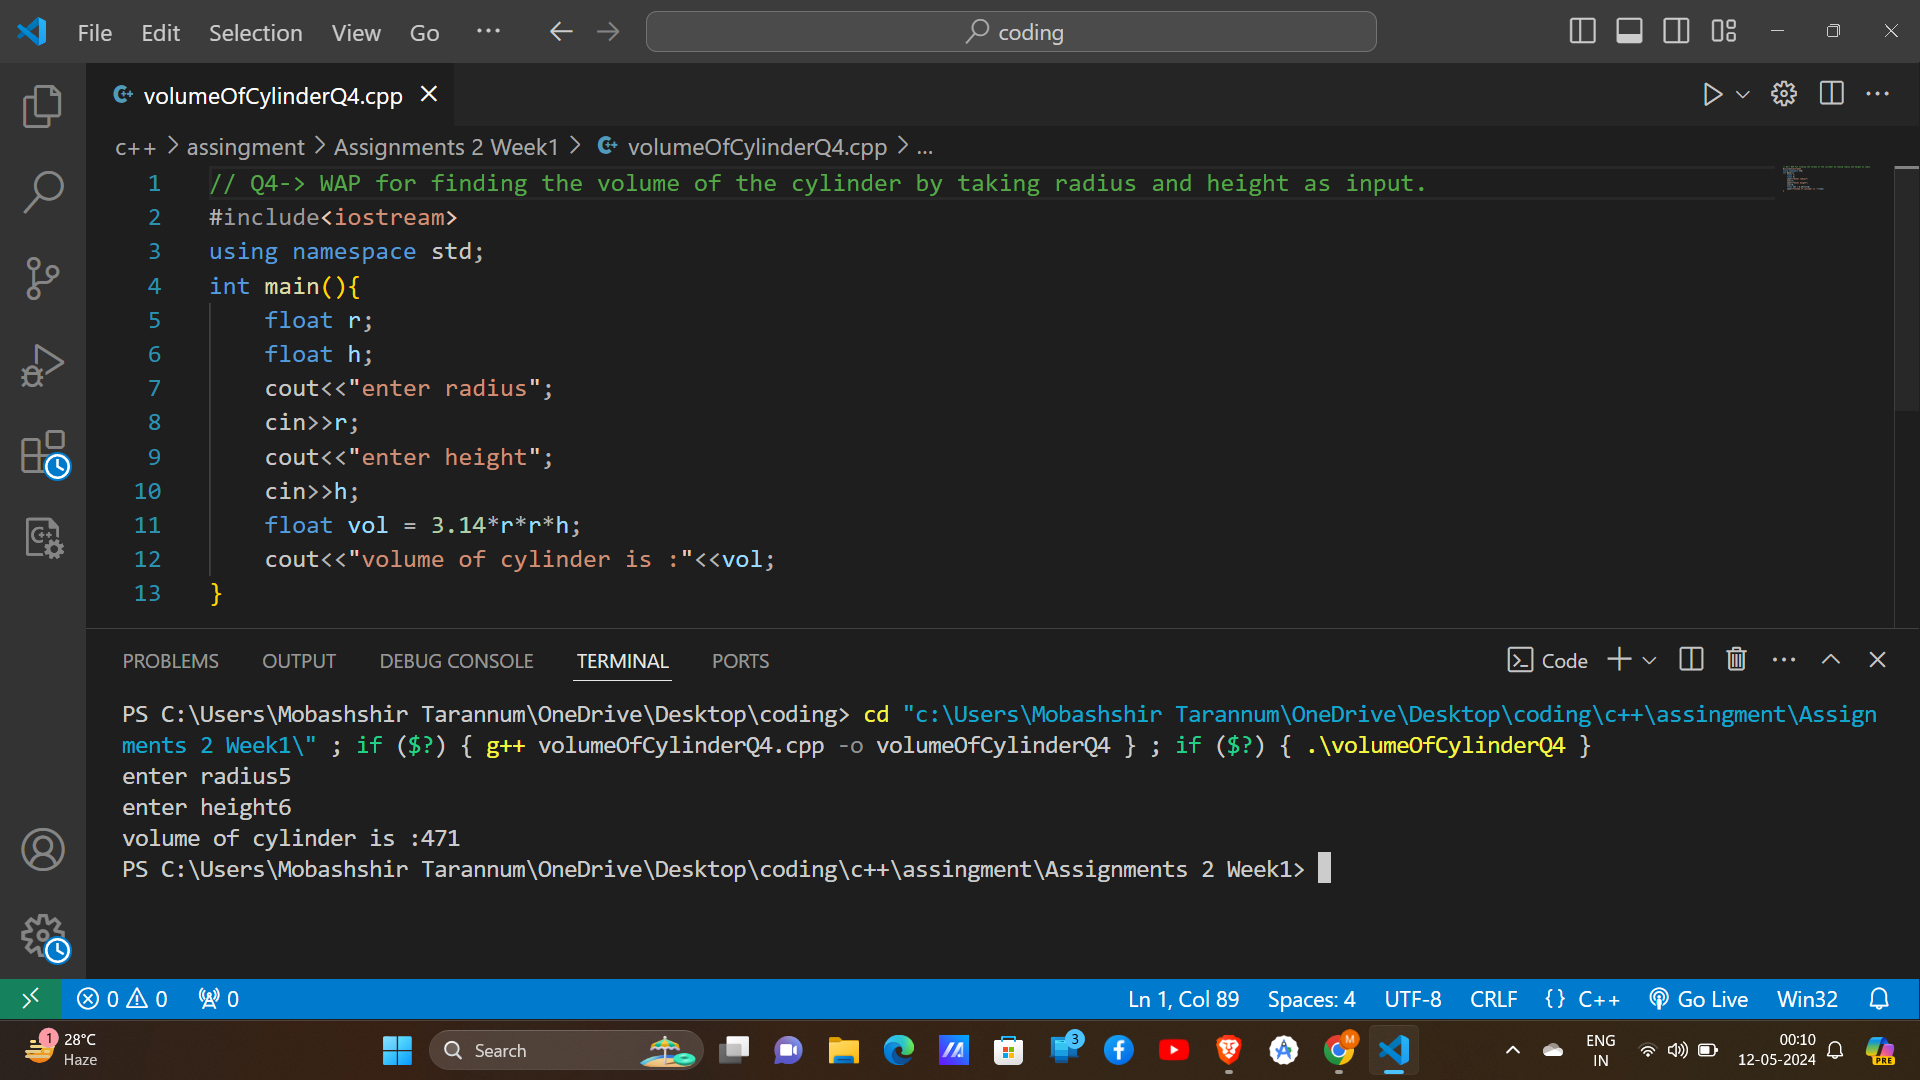 File Edit Selection View Go ··· coding
volumeOfCylinderQ4.cpp
c++ > assingment > Assignments 2 Week1 > volumeOfCylinderQ4.cpp > ...
1 // Q4-> WAP for finding the volume of the cylinder by taking radius and height as input.
2 #include<iostream>
3 using namespace std;
4 int main(){
5     float r;
6     float h;
7     cout<<"enter radius";
8     cin>>r;
9     cout<<"enter height";
10     cin>>h;
11     float vol = 3.14*r*r*h;
12     cout<<"volume of cylinder is :"<<vol;
13 }
PROBLEMS OUTPUT DEBUG CONSOLE TERMINAL PORTS Code
PS C:\Users\Mobashshir Tarannum\OneDrive\Desktop\coding> cd "c:\Users\Mobashshir Tarannum\OneDrive\Desktop\coding\c++\assingment\Assign
ments 2 Week1\" ; if ($?) { g++ volumeOfCylinderQ4.cpp -o volumeOfCylinderQ4 } ; if ($?) { .\volumeOfCylinderQ4 }
enter radius5
enter height6
volume of cylinder is :471
PS C:\Users\Mobashshir Tarannum\OneDrive\Desktop\coding\c++\assingment\Assignments 2 Week1>
0 0 0 Ln 1, Col 89 Spaces: 4 UTF-8 CRLF {} C++ Go Live Win32
1 28°C
Haze
Search
3
M
PRE
ENG
IN
00:10
12-05-2024